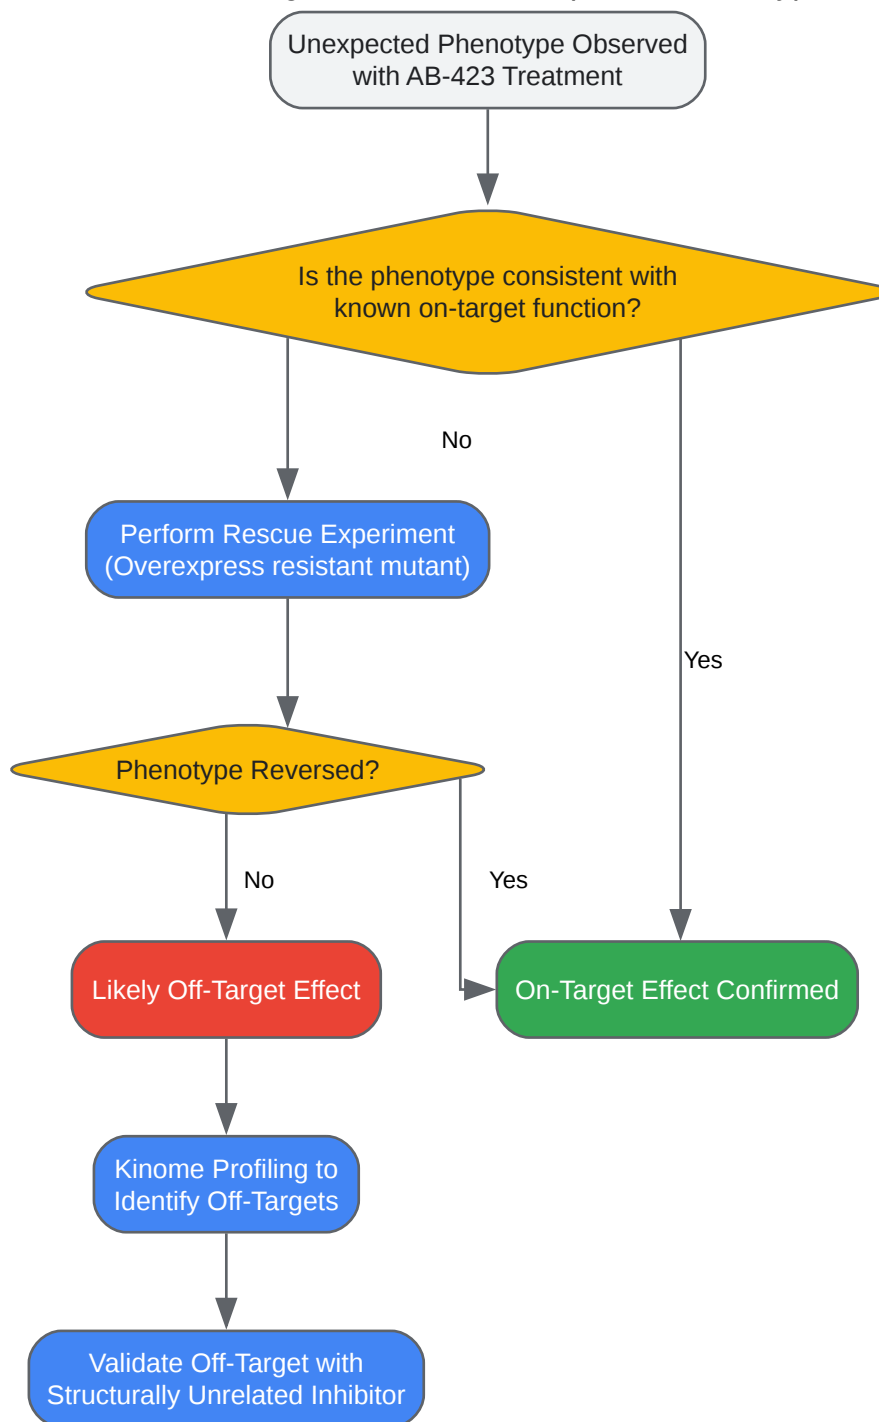 Unexpected Phenotype Observed
with AB-423 Treatment
Is the phenotype consistent with
known on-target function?
No
Perform Rescue Experiment
(Overexpress resistant mutant)
Yes
Phenotype Reversed?
No
Yes
Likely Off-Target Effect
On-Target Effect Confirmed
Kinome Profiling to
Identify Off-Targets
Validate Off-Target with
Structurally Unrelated Inhibitor